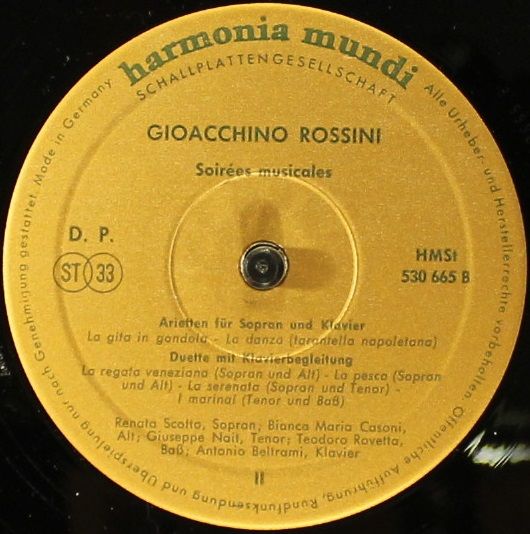 harmonia mundi
SCHALLPLATTENGESELLSCHAFT
GIOACCHINO ROSSINI
Soirées musicales
D. P.
ST 33
HMSt
530 665 B
Arietten für Sopran und Klavier
La gita in gondola - La danza (tarantella napoletana)
Duette mit Klavierbegleitung
La regata veneziana (Sopran und Alt) - La pesca (Sopran
und Alt) - La serenata (Sopran und Tenor) -
I marinai (Tenor und Baß)
Renata Scotto, Sopran; Bianca Maria Casoni,
Alt; Giuseppe Nait, Tenor; Teodoro Rovetta,
Baß; Antonio Beltrami, Klavier
II
Alle Urheber- und Herstellerrechte vorbehalten. Öffentliche Aufführung, Rundfunksendung und Überspielung nur nach Genehmigung gestattet. Made in Germany